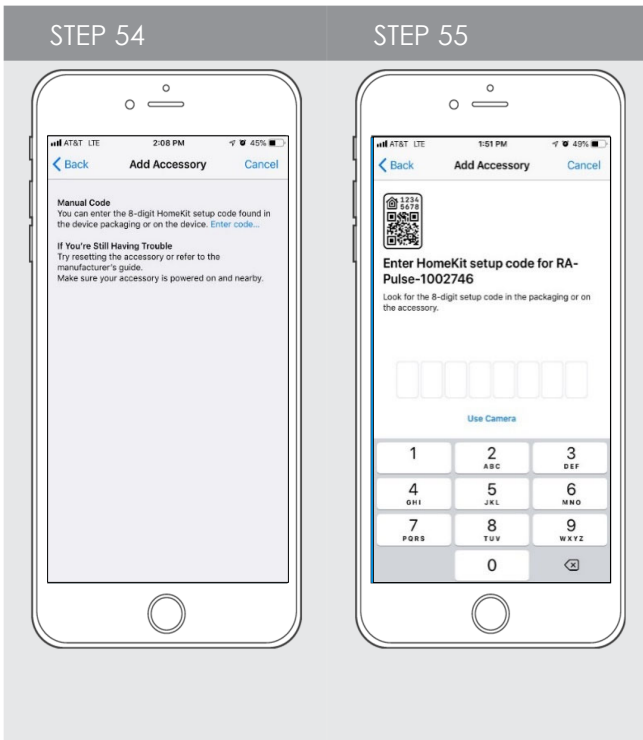 STEP 54
AT&T LTE 2:08 PM 45%
Back Add Accessory Cancel
Manual Code
You can enter the 8-digit HomeKit setup code found in
the device packaging or on the device. Enter code...
If You're Still Having Trouble
Try resetting the accessory or refer to the
manufacturer's guide.
Make sure your accessory is powered on and nearby.
STEP 55
AT&T LTE 1:51 PM 49%
Back Add Accessory Cancel
1234
5678
Enter HomeKit setup code for RA-
Pulse-1002746
Look for the 8-digit setup code in the packaging or on
the accessory.
Use Camera
1 2 3
ABC DEF
4 5 6
GHI JKL MNO
7 8 9
PQRS TUV WXYZ
0